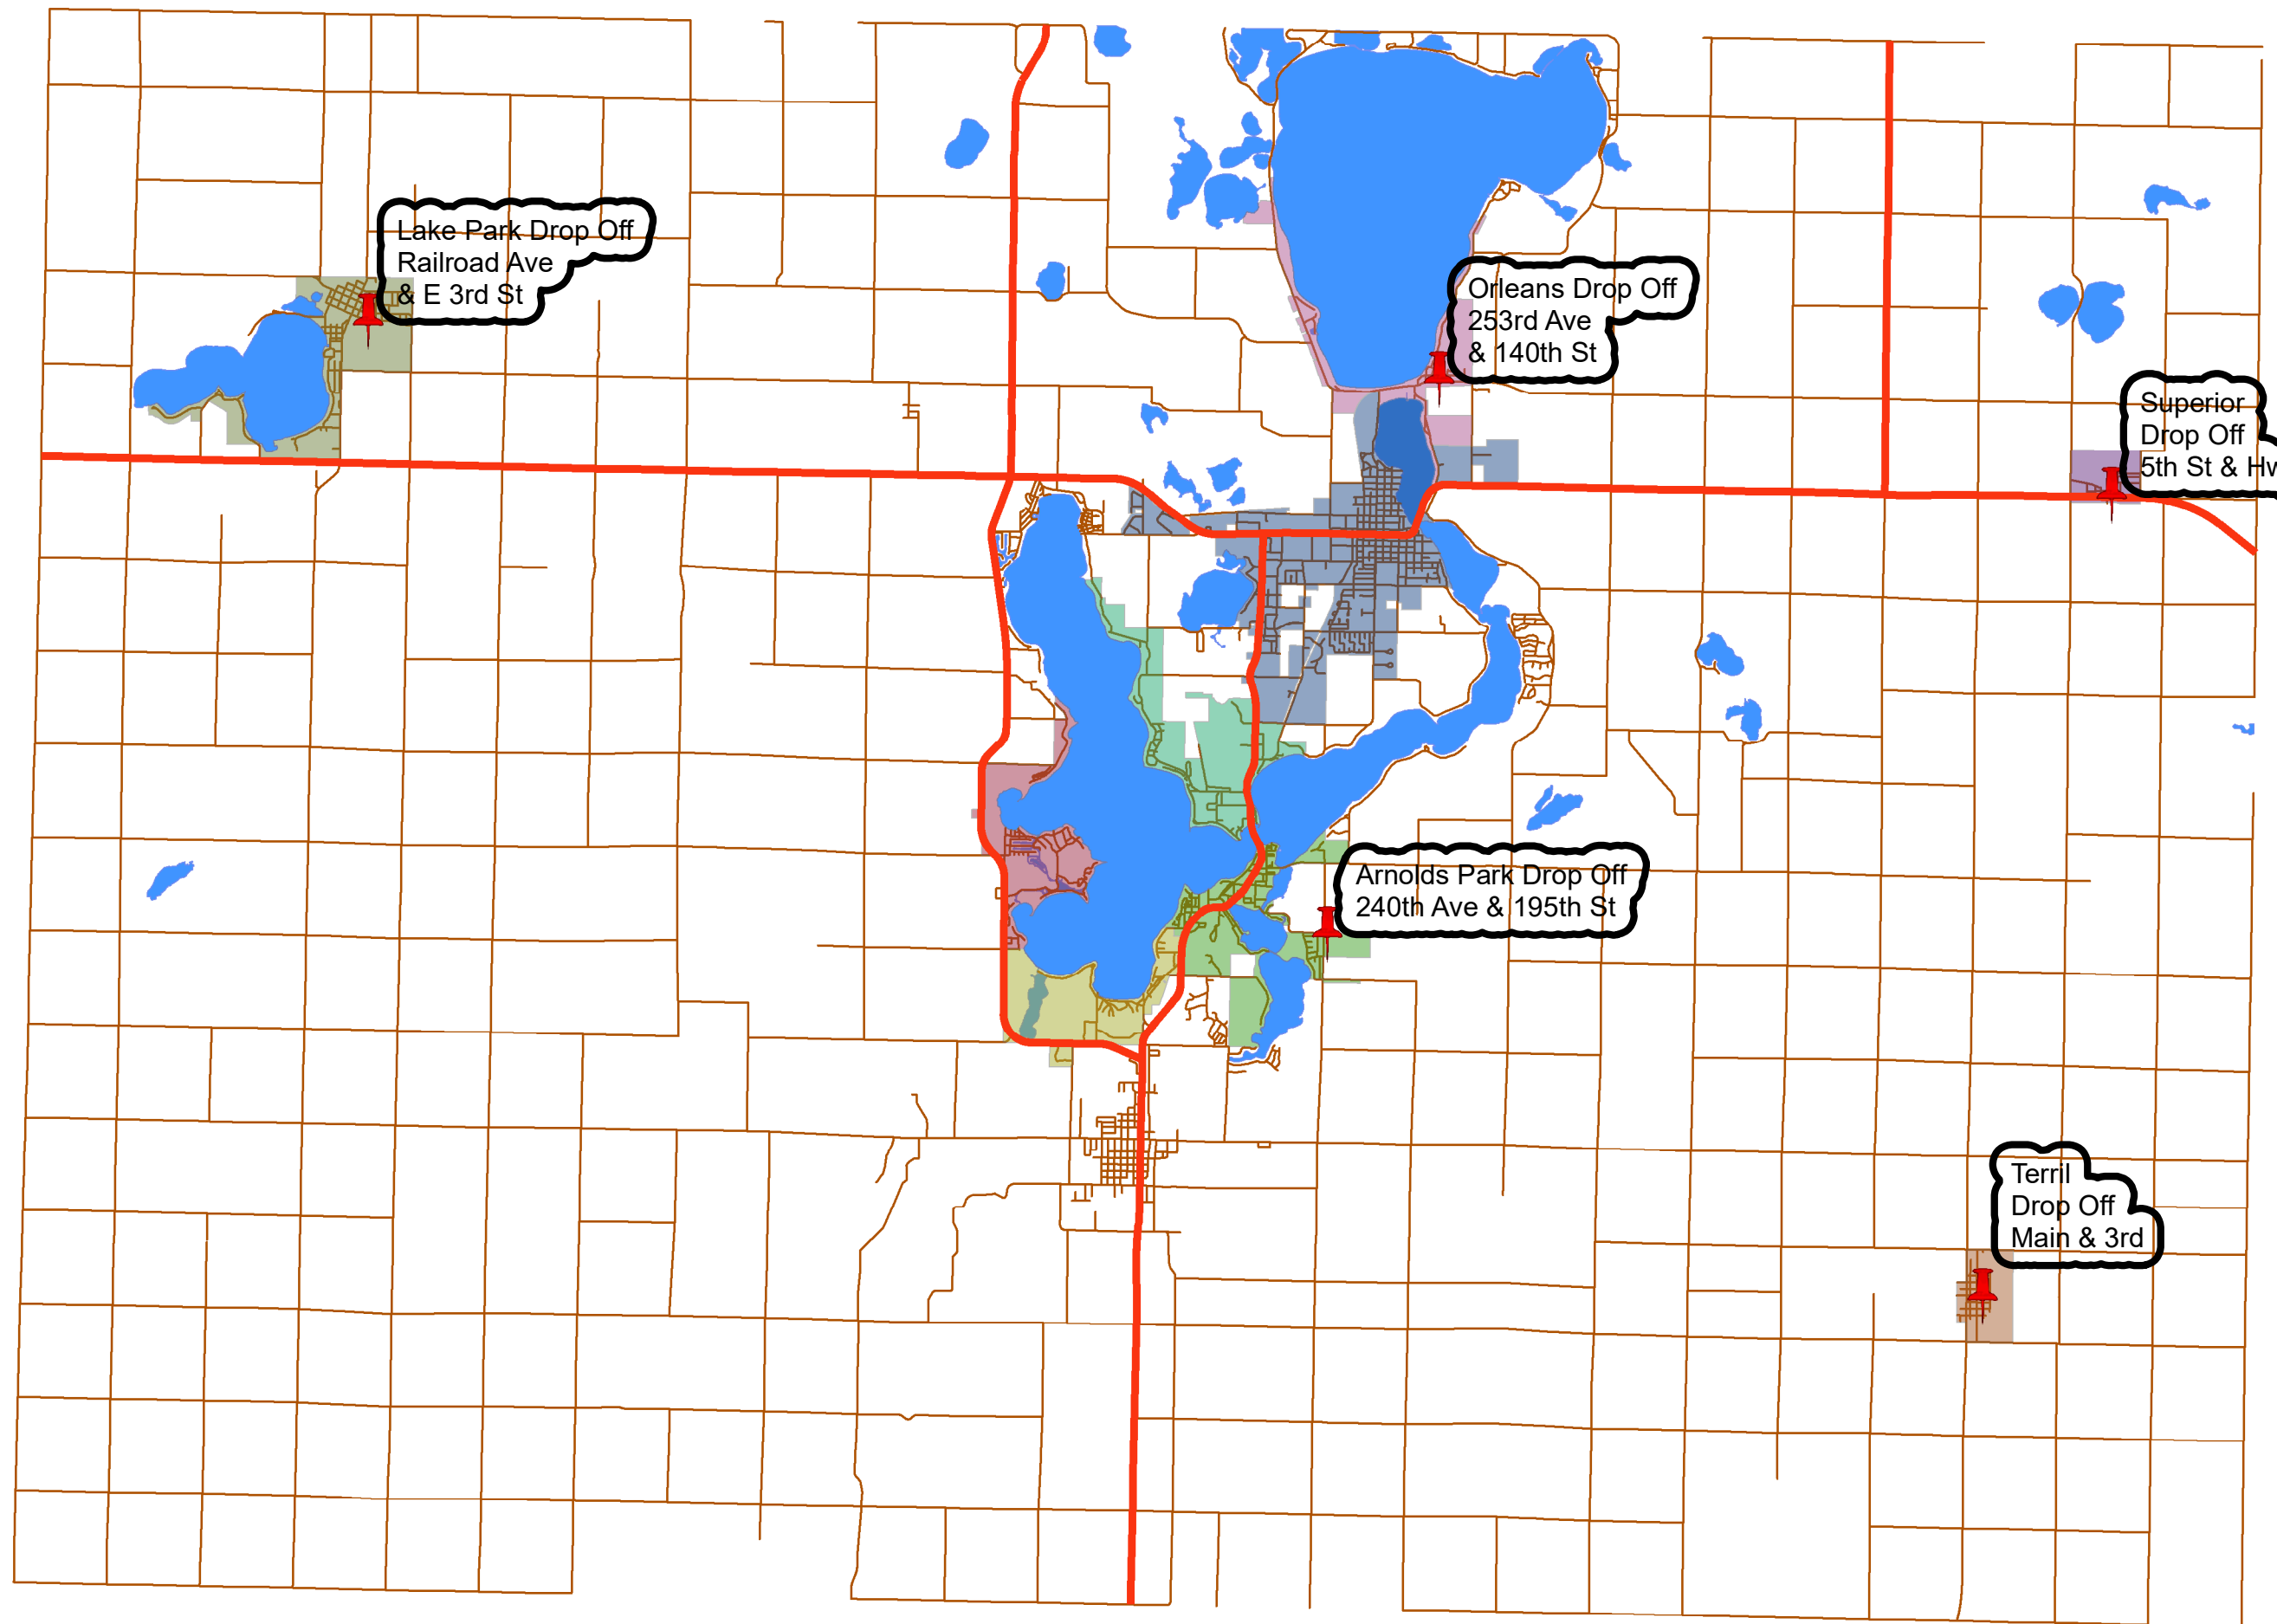 Lake Park Drop Off
Railroad Ave
& E 3rd St
Orleans Drop Off
253rd Ave
& 140th St
Superior
Drop Off
5th St &
Arnolds Park Drop Off
240th Ave & 195th St
Terril
Drop Off
Main & 3rd